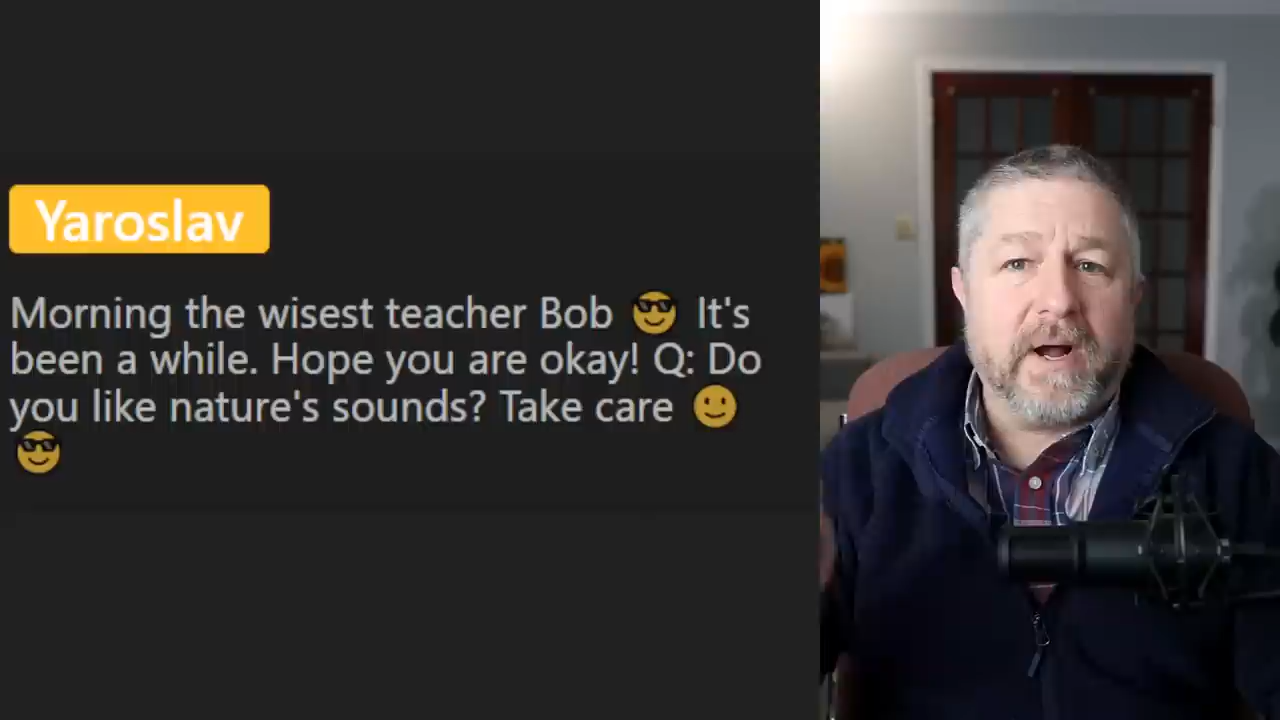 Yaroslav
Morning the wisest teacher Bob 😎 It's
been a while. Hope you are okay! Q: Do
you like nature's sounds? Take care 🙂
😎